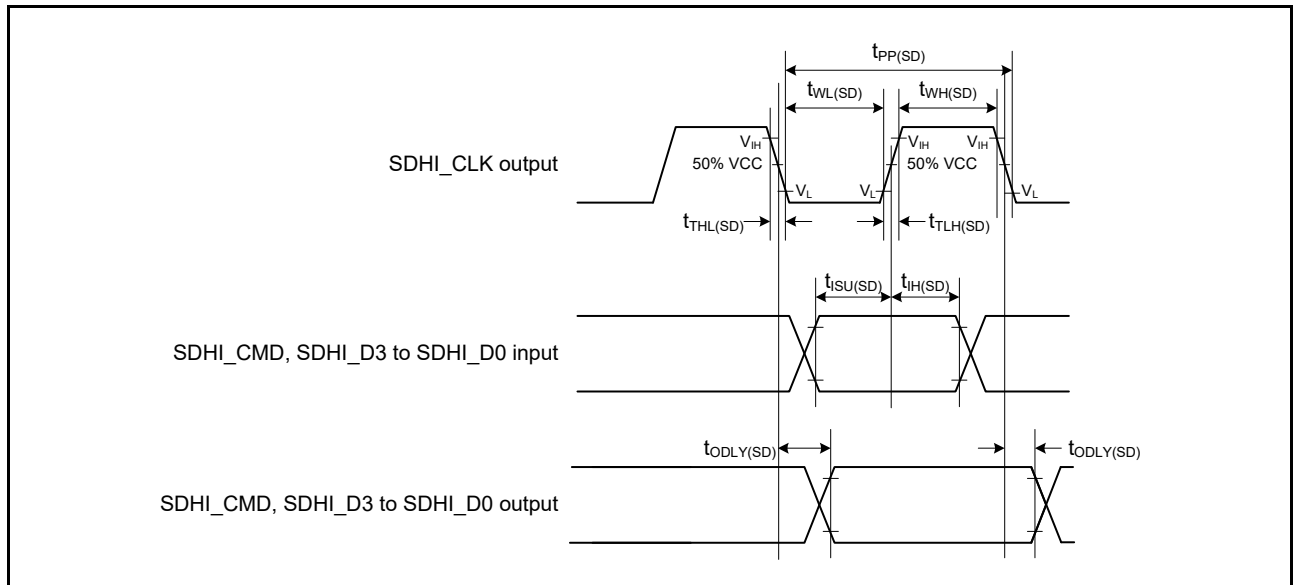 tPP(SD)
tWL(SD) tWH(SD)
SDHI_CLK output
VIH VIH VIH
50% VCC 50% VCC
VL VL VL
tTHL(SD) tTLH(SD)
tISU(SD) tIH(SD)
SDHI_CMD, SDHI_D3 to SDHI_D0 input
tODLY(SD) tODLY(SD)
SDHI_CMD, SDHI_D3 to SDHI_D0 output